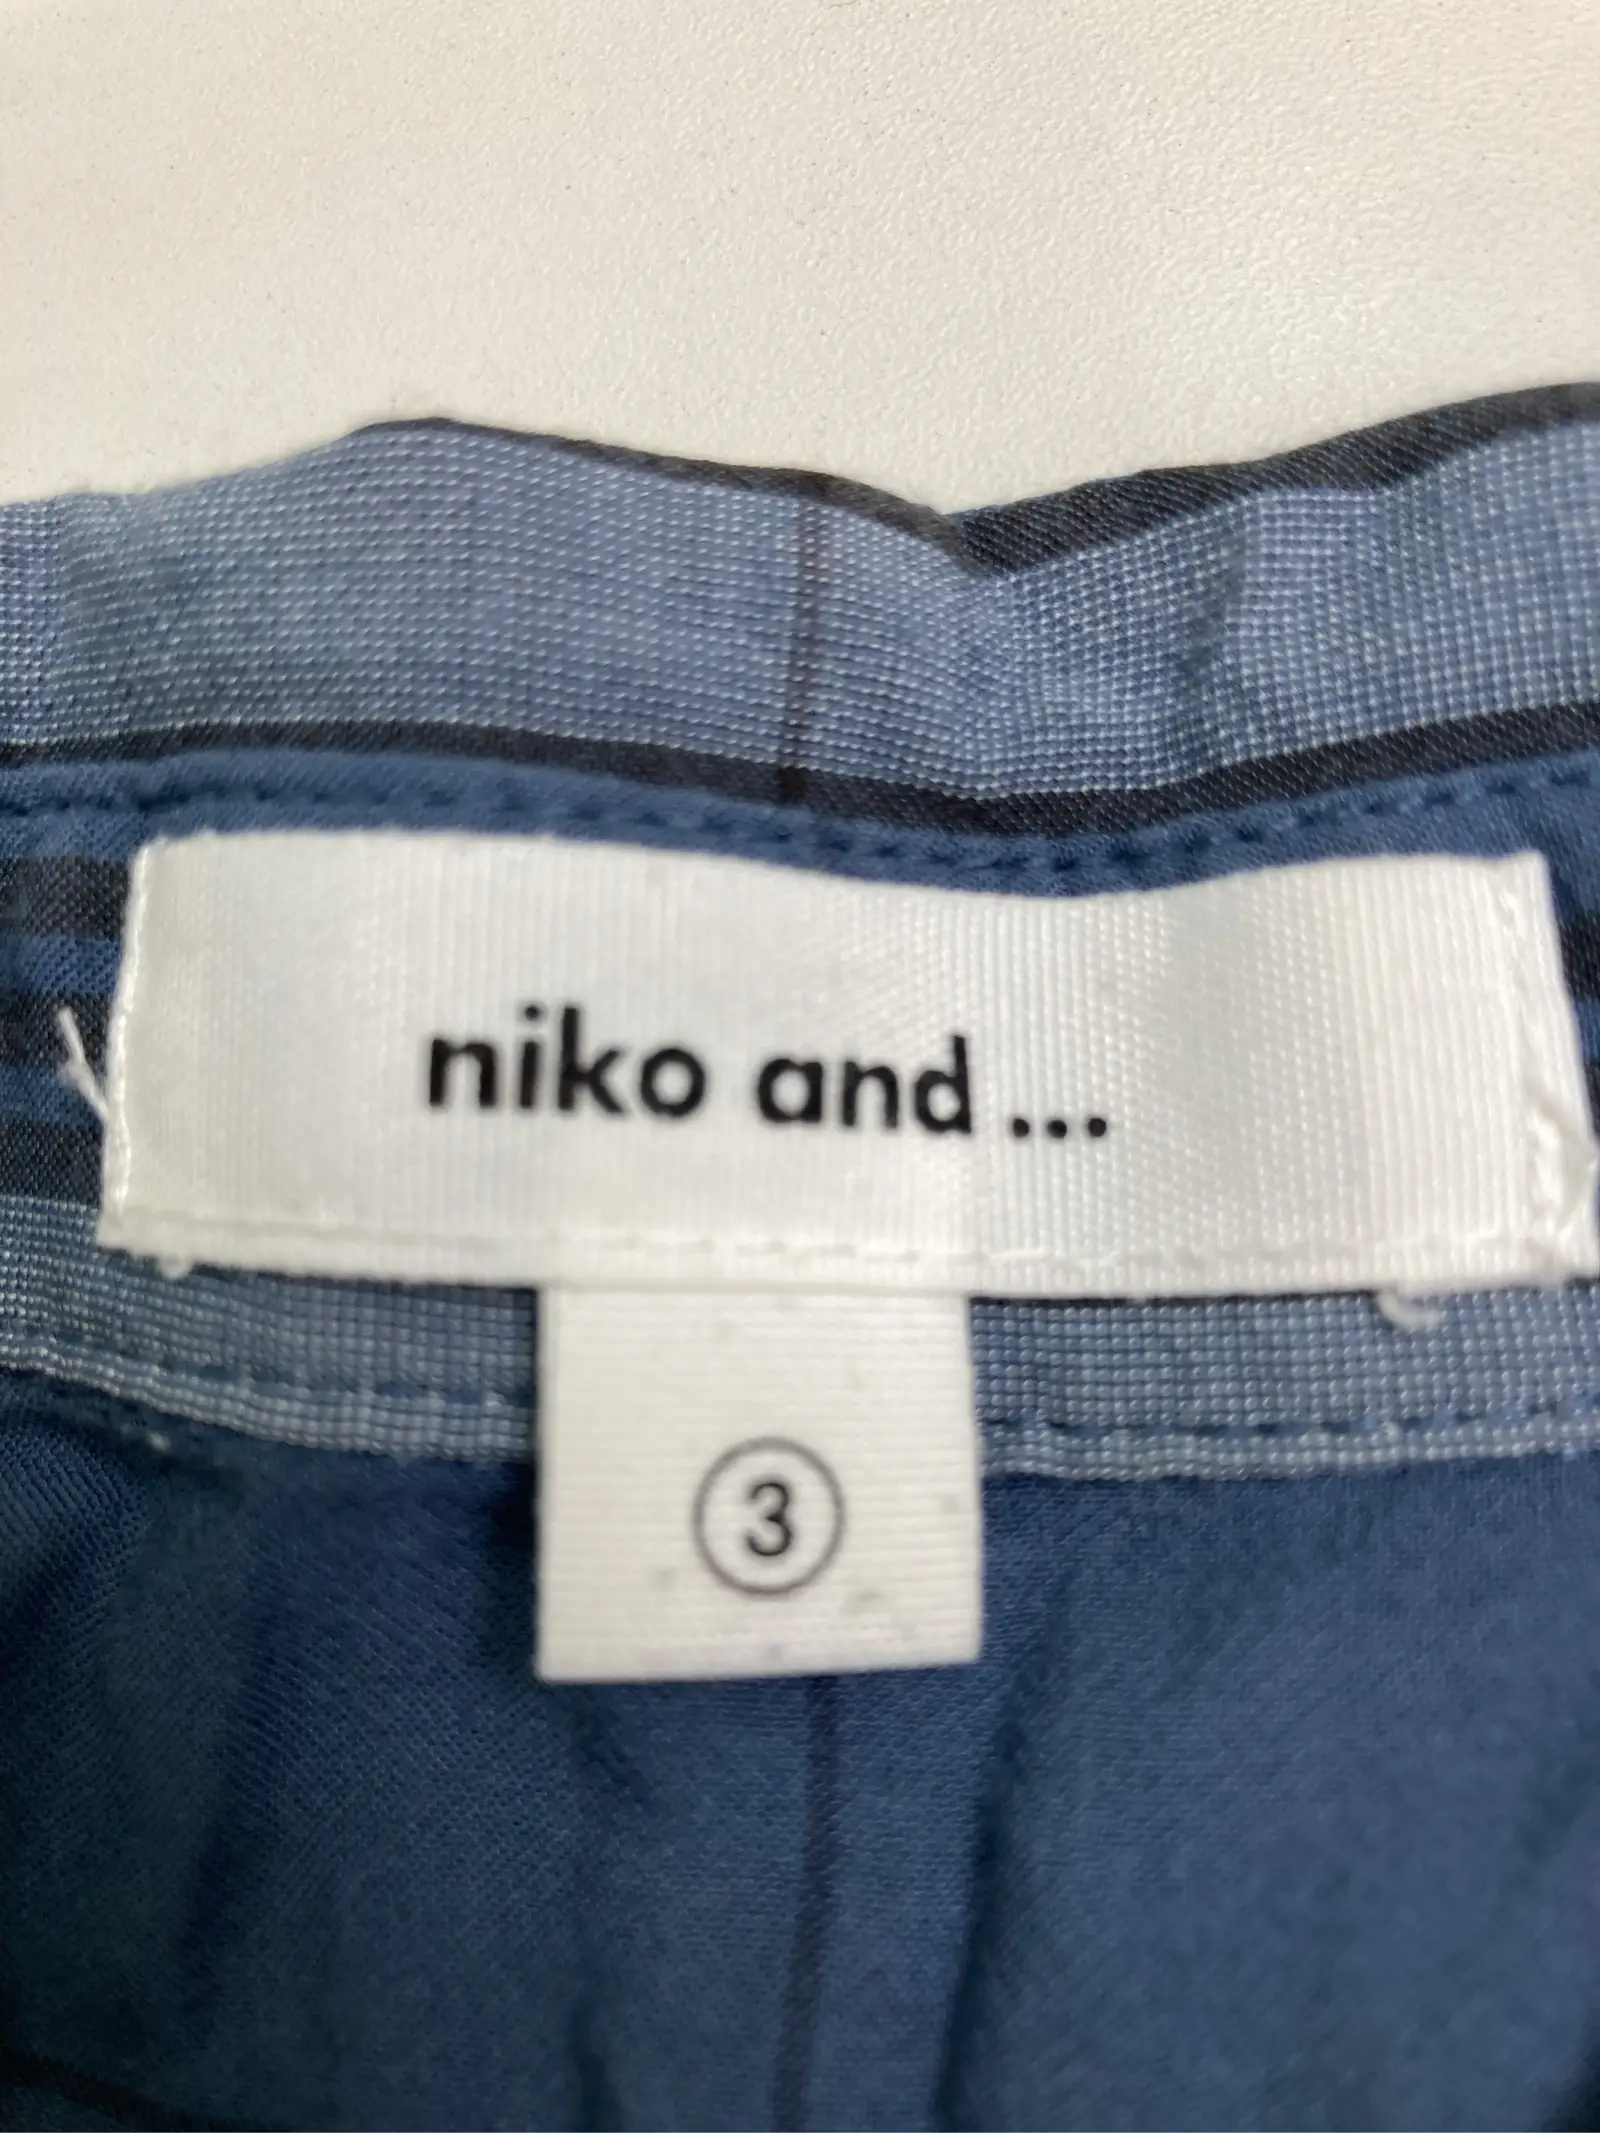 niko and ...
3